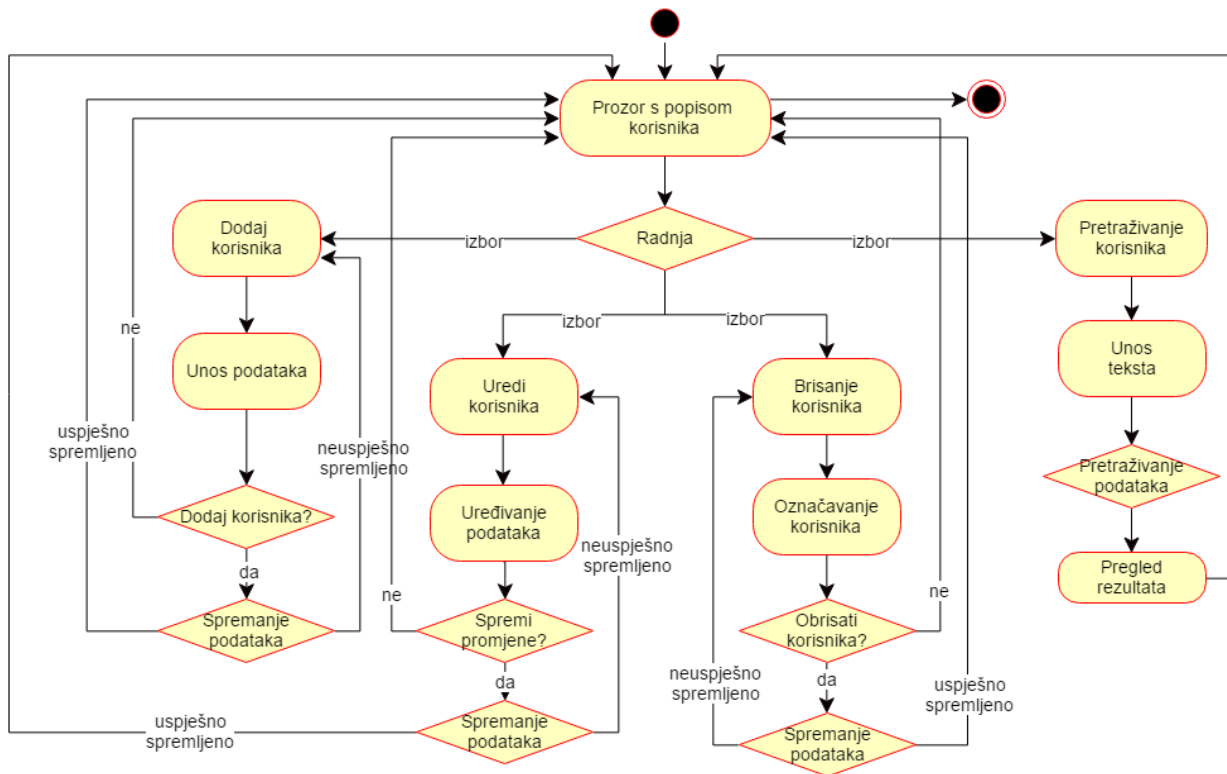 Prozor s popisom
korisnika
Radnja
izbor
izbor
izbor
izbor
Dodaj
korisnika
Unos podataka
ne
uspješno
spremljeno
neuspješno
spremljeno
Dodaj korisnika?
da
Spremanje
podataka
Uredi
korisnika
Uređivanje
podataka
ne
Spremi
promjene?
da
Spremanje
podataka
neuspješno
spremljeno
uspješno
spremljeno
Brisanje
korisnika
Označavanje
korisnika
Obrisati
korisnika?
ne
da
Spremanje
podataka
neuspješno
spremljeno
uspješno
spremljeno
Pretraživanje
korisnika
Unos
teksta
Pretraživanje
podataka
Pregled
rezultata